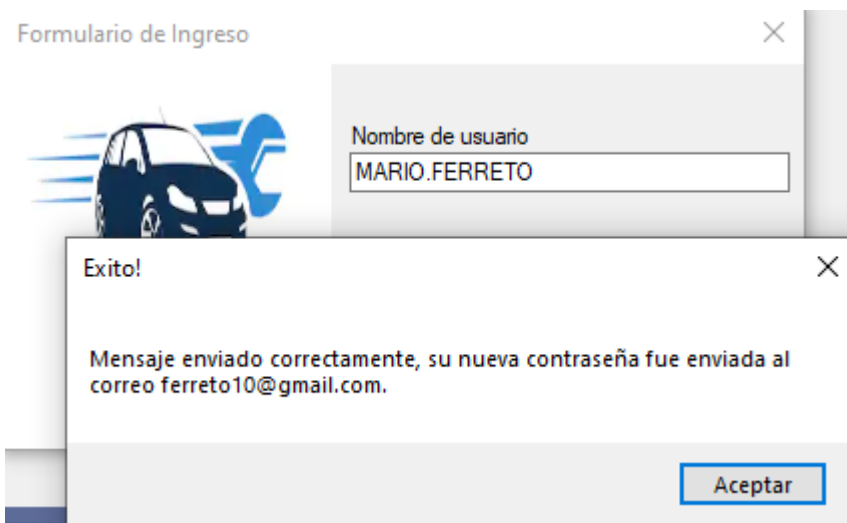 Formulario de Ingreso
Nombre de usuario
MARIO.FERRETO
Exito!
Mensaje enviado correctamente, su nueva contraseña fue enviada al
correo ferreto10@gmail.com.
Aceptar